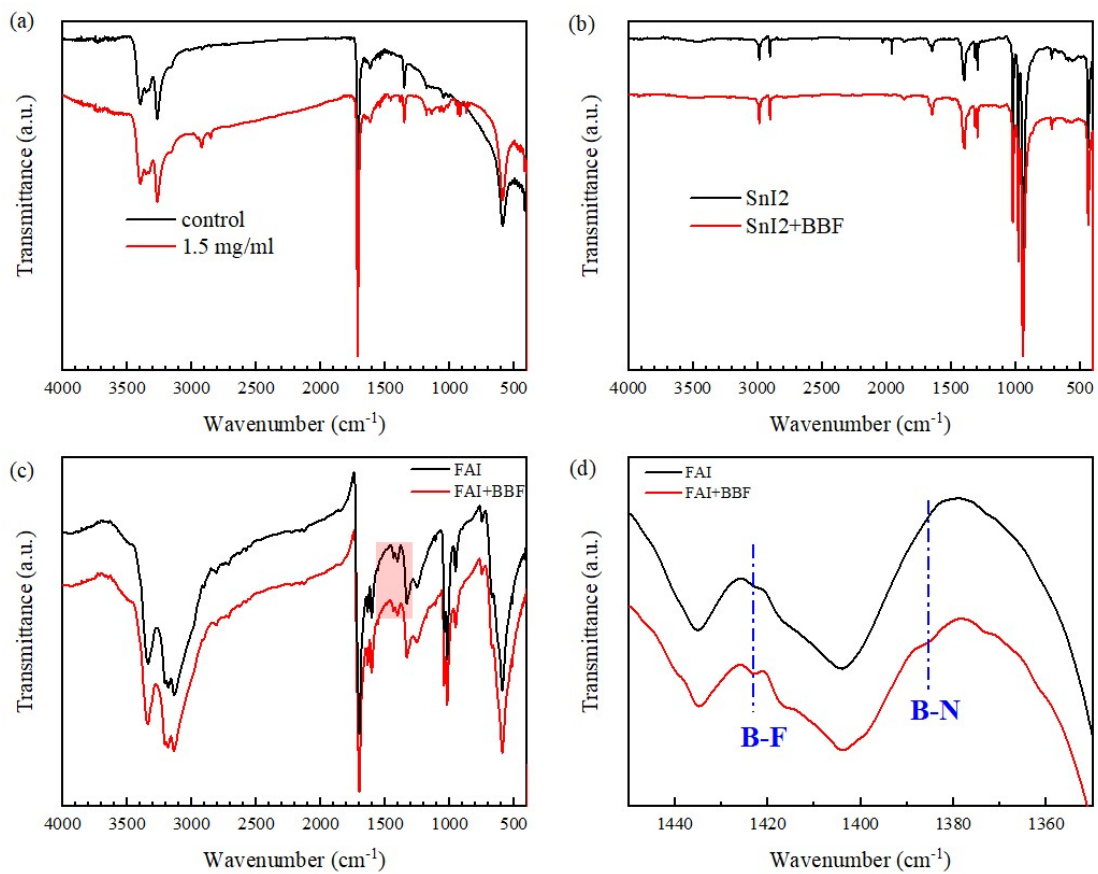 (a)
Transmittance (a.u.)
control
1.5 mg/ml
4000 3500 3000 2500 2000 1500 1000 500
Wavenumber (cm-1)
(b)
Transmittance (a.u.)
SnI2
SnI2+BBF
4000 3500 3000 2500 2000 1500 1000 500
Wavenumber (cm-1)
(c)
Transmittance (a.u.)
FAI
FAI+BBF
4000 3500 3000 2500 2000 1500 1000 500
Wavenumber (cm-1)
(d)
Transmittance (a.u.)
FAI
FAI+BBF
B-F
B-N
1440 1420 1400 1380 1360
Wavenumber (cm-1)